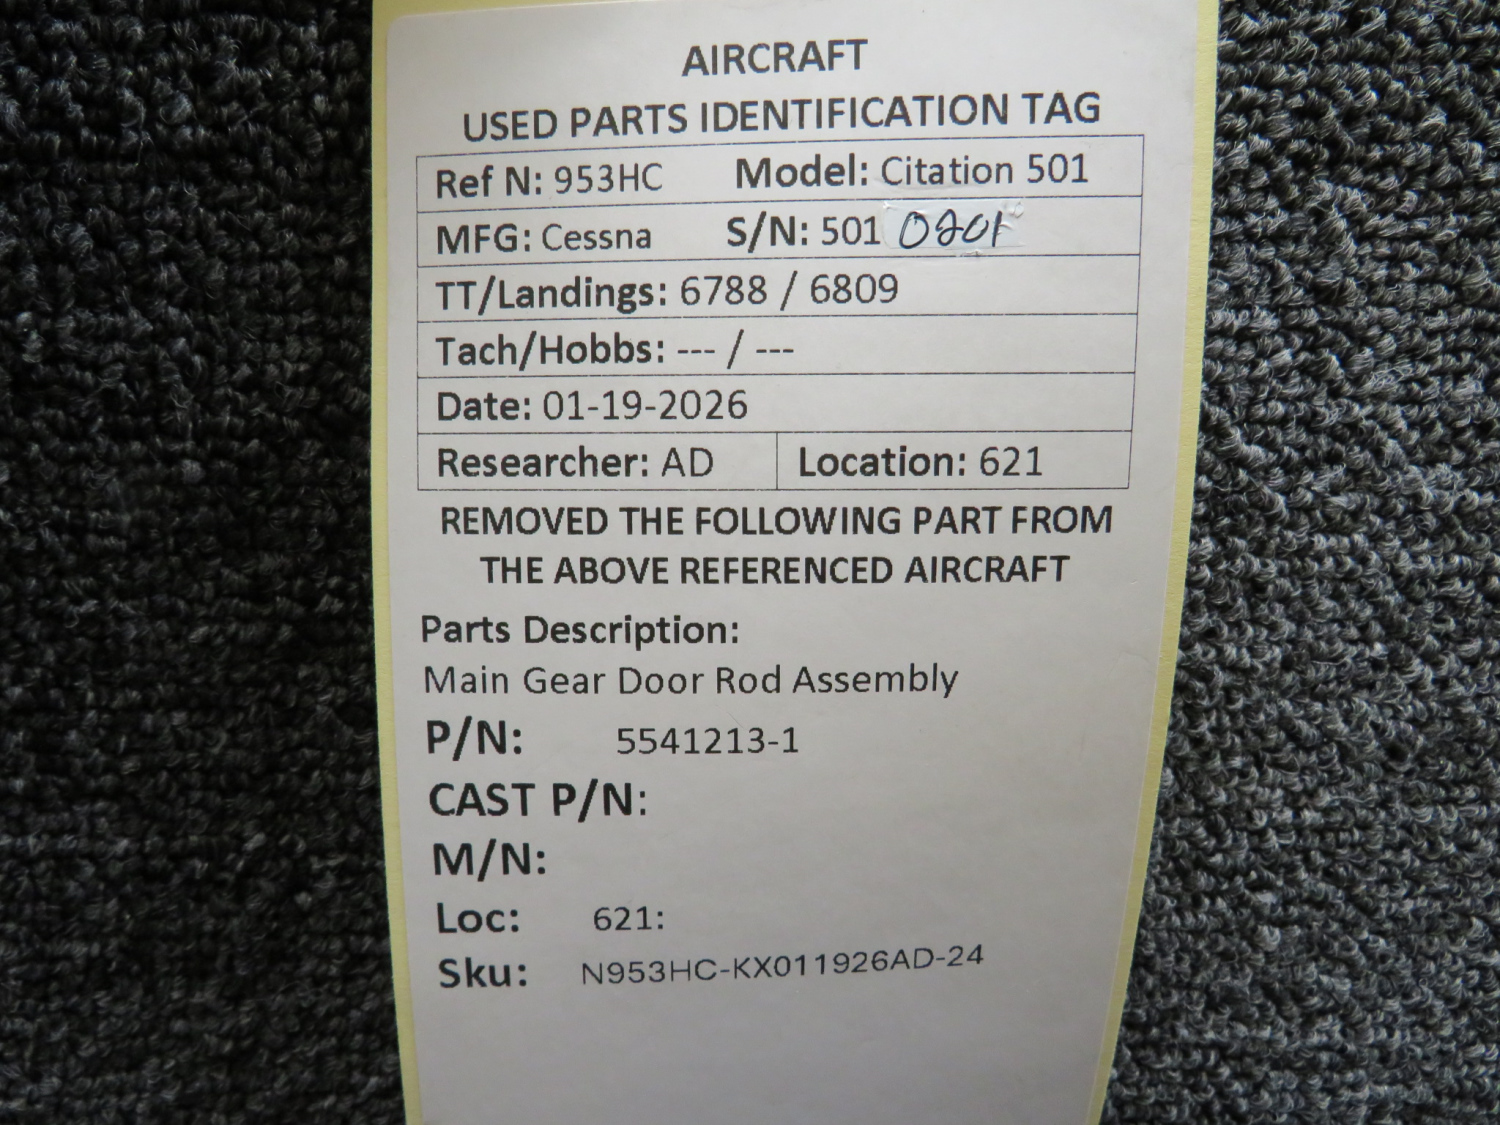 AIRCRAFT
USED PARTS IDENTIFICATION TAG
Ref N: 953HC Model: Citation 501
MFG: Cessna S/N: 501 0201
TT/Landings: 6788 / 6809
Tach/Hobbs: --- / ---
Date: 01-19-2026
Researcher: AD Location: 621
REMOVED THE FOLLOWING PART FROM
THE ABOVE REFERENCED AIRCRAFT
Parts Description:
Main Gear Door Rod Assembly
P/N: 5541213-1
CAST P/N:
M/N:
Loc: 621:
Sku: N953HC-KX011926AD-24